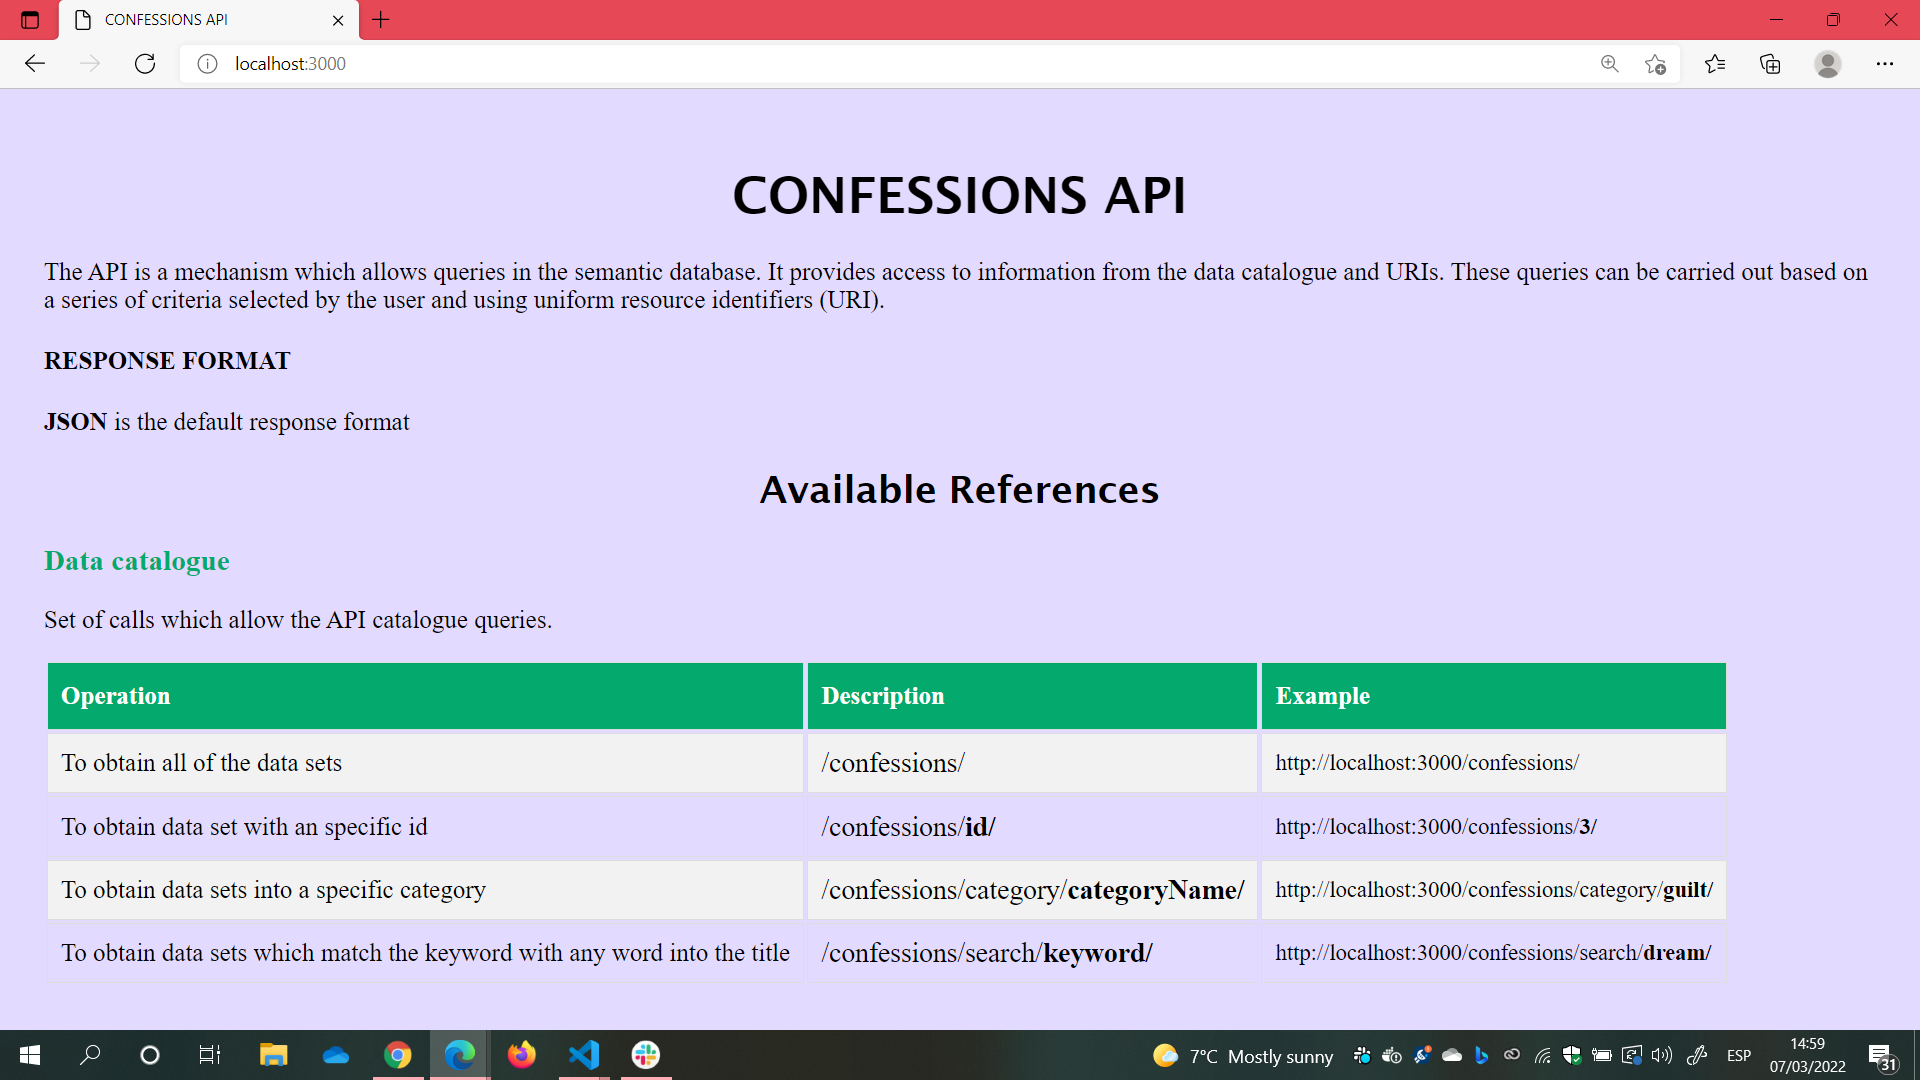 CONFESSIONS API
localhost:3000
CONFESSIONS API
The API is a mechanism which allows queries in the semantic database. It provides access to information from the data catalogue and URIs. These queries can be carried out based on
a series of criteria selected by the user and using uniform resource identifiers (URI).
RESPONSE FORMAT
JSON is the default response format
Available References
Data catalogue
Set of calls which allow the API catalogue queries.
Operation Description Example
To obtain all of the data sets /confessions/ http://localhost:3000/confessions/
To obtain data set with an specific id /confessions/id/ http://localhost:3000/confessions/3/
To obtain data sets into a specific category /confessions/category/categoryName/ http://localhost:3000/confessions/category/guilt/
To obtain data sets which match the keyword with any word into the title /confessions/search/keyword/ http://localhost:3000/confessions/search/dream/
7°C Mostly sunny ESP 14:59
07/03/2022 31